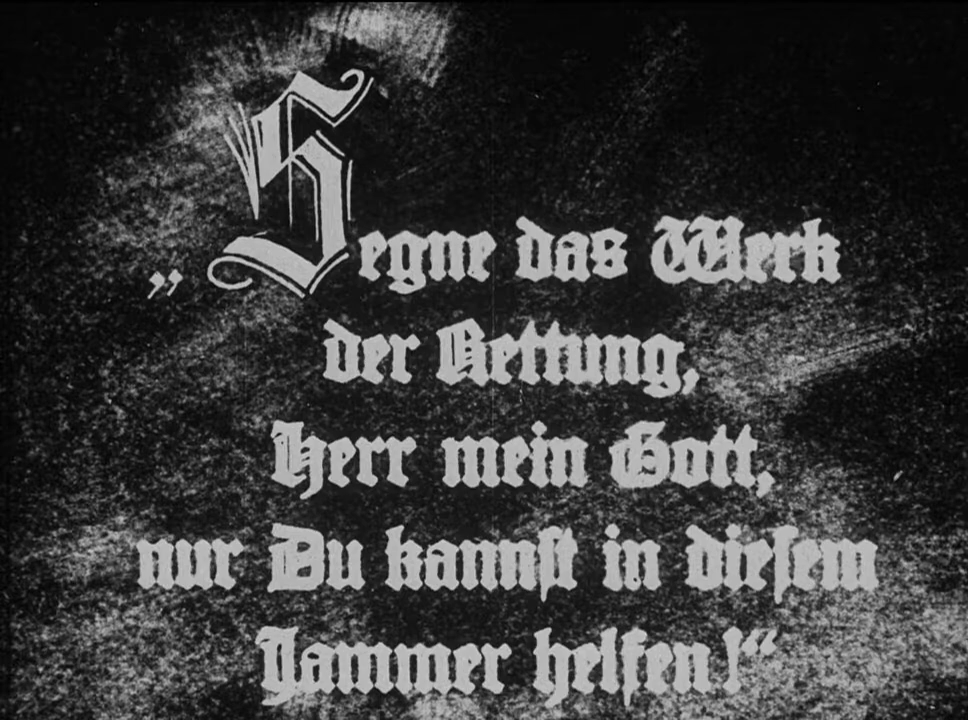 „Segne das Werk
der Rettung,
Herr mein Gott,
nur Du kannſt in dieſem
Jammer helfen!“